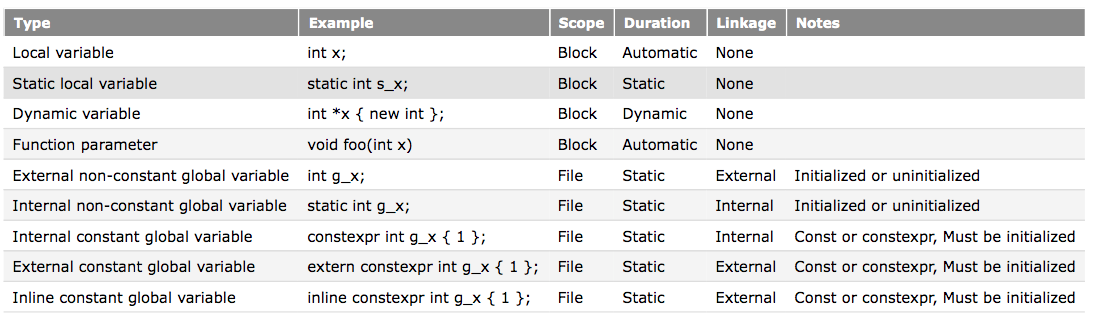 Type Example Scope Duration Linkage Notes
Local variable int x; Block Automatic None
Static local variable static int s_x; Block Static None
Dynamic variable int *x { new int }; Block Dynamic None
Function parameter void foo(int x) Block Automatic None
External non-constant global variable int g_x; File Static External Initialized or uninitialized
Internal non-constant global variable static int g_x; File Static Internal Initialized or uninitialized
Internal constant global variable constexpr int g_x { 1 }; File Static Internal Const or constexpr, Must be initialized
External constant global variable extern constexpr int g_x { 1 }; File Static External Const or constexpr, Must be initialized
Inline constant global variable inline constexpr int g_x { 1 }; File Static External Const or constexpr, Must be initialized